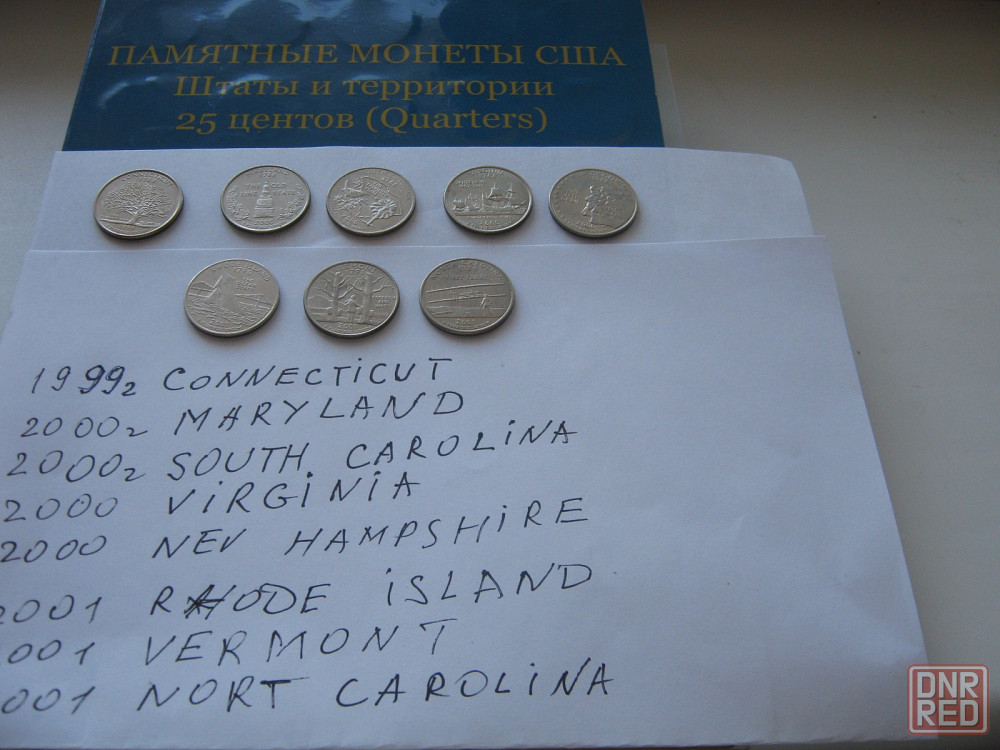 ПАМЯТНЫЕ МОНЕТЫ США
Штаты и территории
25 центов (Quarters)
1999г CONNECTICUT
2000г MARYLAND
2000г SOUTH CAROLINA
2000 VIRGINIA
2000 NEV HAMPSHIRE
2001 RHODE ISLAND
001 VERMONT
001 NORT CAROLINA
DNR
RED